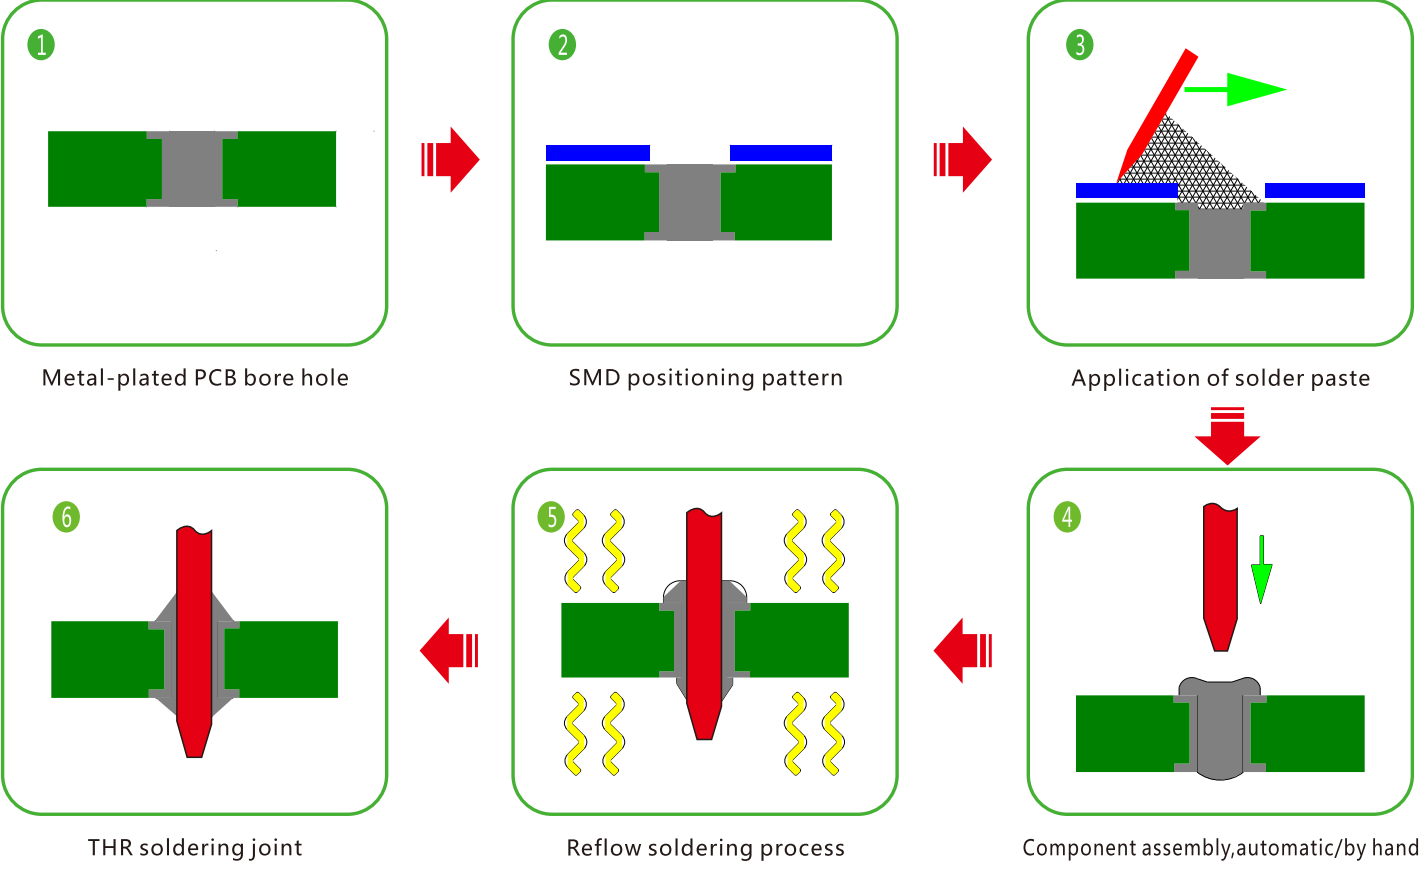 1
2
3
Metal-plated PCB bore hole
SMD positioning pattern
Application of solder paste
4
Component assembly,automatic/by hand
5
Reflow soldering process
6
THR soldering joint